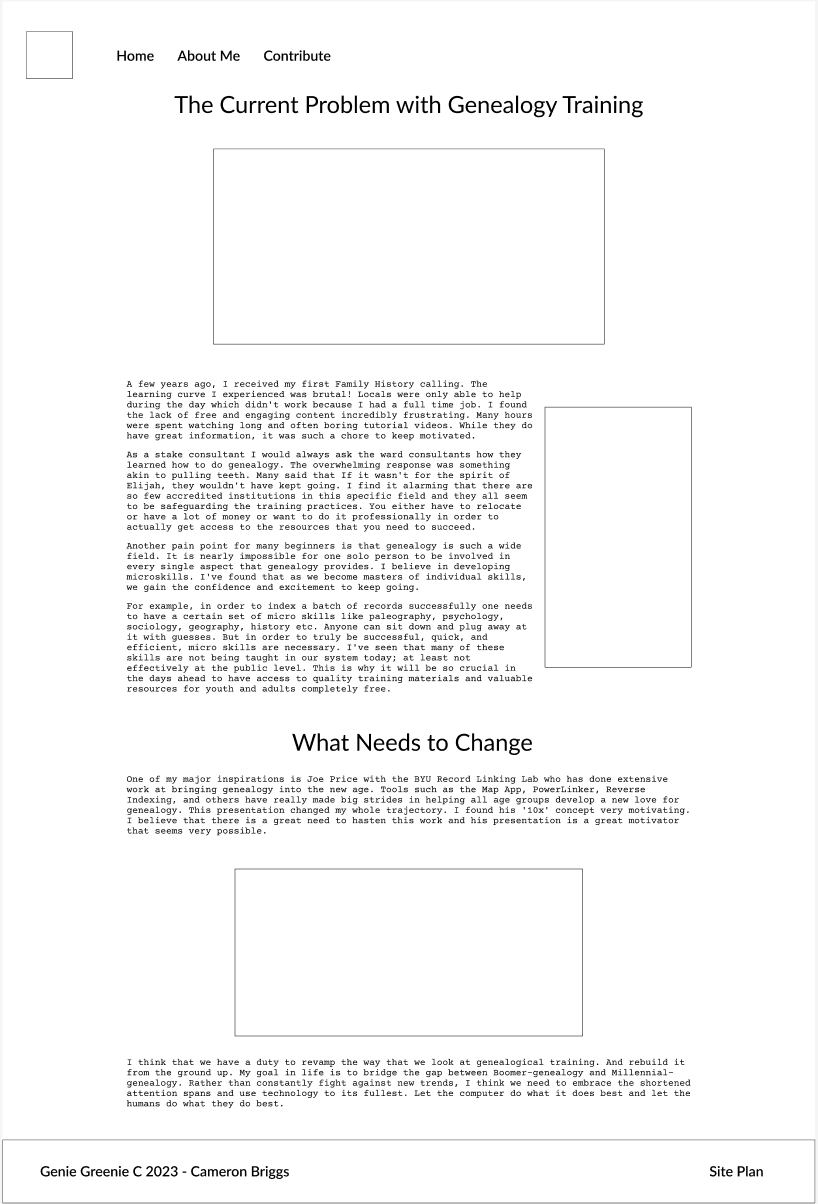 Home About Me Contribute
The Current Problem with Genealogy Training
A few years ago, I received my first Family History calling. The
learning curve I experienced was brutal! Locals were only able to help
during the day which didn't work because I had a full time job. I found
the lack of free and engaging content incredibly frustrating. Many hours
were spent watching long and often boring tutorial videos. While they do
have great information, it was such a chore to keep motivated.
As a stake consultant I would always ask the ward consultants how they
learned how to do genealogy. The overwhelming response was something
akin to pulling teeth. Many said that If it wasn't for the spirit of
Elijah, they wouldn't have kept going. I find it alarming that there are
so few accredited institutions in this specific field and they all seem
to be safeguarding the training practices. You either have to relocate
or have a lot of money or want to do it professionally in order to
actually get access to the resources that you need to succeed.
Another pain point for many beginners is that genealogy is such a wide
field. It is nearly impossible for one solo person to be involved in
every single aspect that genealogy provides. I believe in developing
microskills. I've found that as we become masters of individual skills,
we gain the confidence and excitement to keep going.
For example, in order to index a batch of records successfully one needs
to have a certain set of micro skills like paleography, psychology,
sociology, geography, history etc. Anyone can sit down and plug away at
it with guesses. But in order to truly be successful, quick, and
efficient, micro skills are necessary. I've seen that many of these
skills are not being taught in our system today; at least not
effectively at the public level. This is why it will be so crucial in
the days ahead to have access to quality training materials and valuable
resources for youth and adults completely free.
What Needs to Change
One of my major inspirations is Joe Price with the BYU Record Linking Lab who has done extensive
work at bringing genealogy into the new age. Tools such as the Map App, PowerLinker, Reverse
Indexing, and others have really made big strides in helping all age groups develop a new love for
genealogy. This presentation changed my whole trajectory. I found his '10x' concept very motivating.
I believe that there is a great need to hasten this work and his presentation is a great motivator
that seems very possible.
I think that we have a duty to revamp the way that we look at genealogical training. And rebuild it
from the ground up. My goal in life is to bridge the gap between Boomer-genealogy and Millennial-
genealogy. Rather than constantly fight against new trends, I think we need to embrace the shortened
attention spans and use technology to its fullest. Let the computer do what it does best and let the
humans do what they do best.
Genie Greenie C 2023 - Cameron Briggs Site Plan